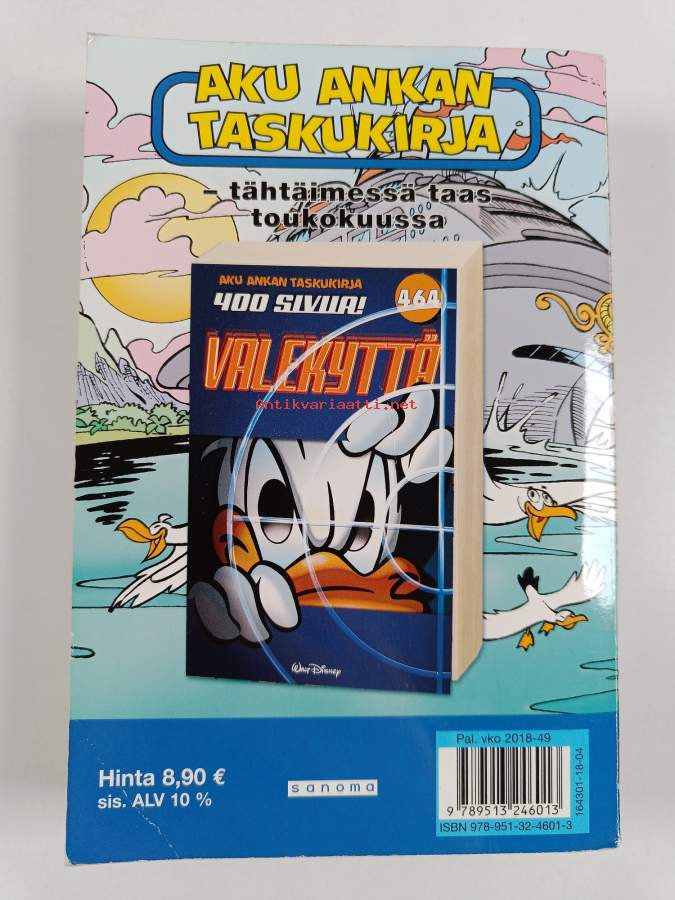 AKU ANKAN
TASKUKIRJA
– tähtäimessä taas
toukokuussa
AKU ANKAN TASKUKIRJA
400 SIVUA!
464
VALEKYTTÄ
Antikvariaatti.net
Walt Disney
Hinta 8,90 €
sis. ALV 10 %
sanoma
Pal. vko 2018-49
9 789513 246013
ISBN 978-951-32-4601-3
164301-18-04